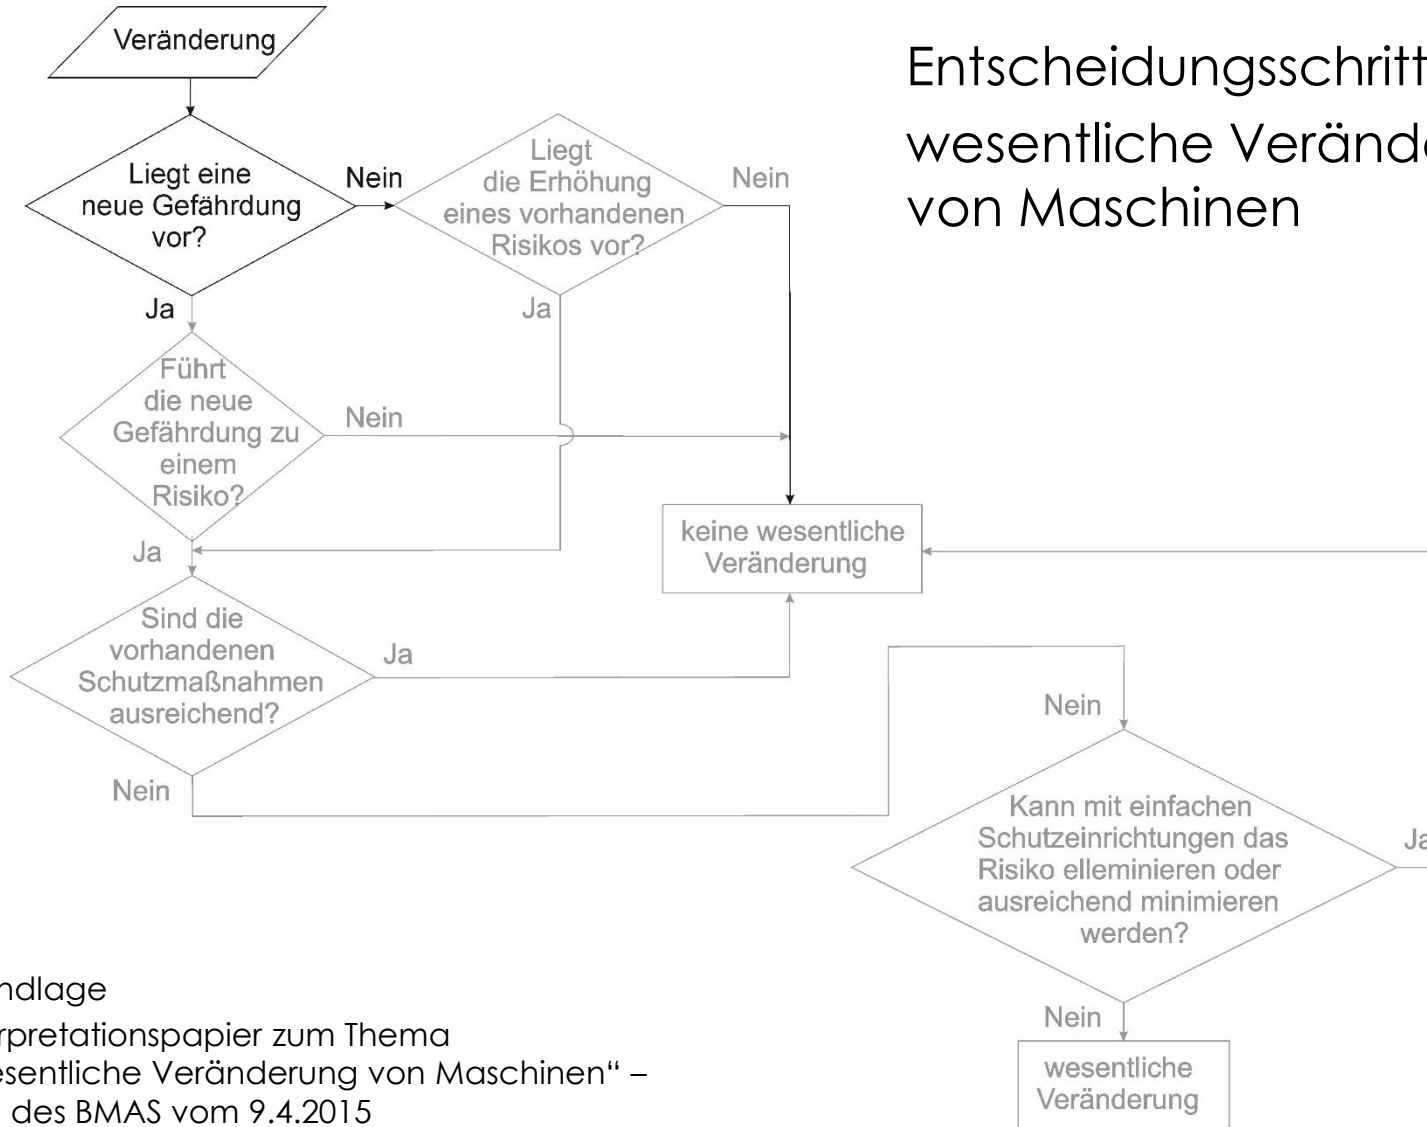 Entscheidungsschritt
wesentliche Verände
von Maschinen
Veränderung
Liegt eine
neue Gefährdung
vor?
Nein
Liegt
die Erhöhung
eines vorhandenen
Risikos vor?
Nein
Ja
Ja
Führt
die neue
Gefährdung zu
einem
Risiko?
Nein
keine wesentliche
Veränderung
Ja
Sind die
vorhandenen
Schutzmaßnahmen
ausreichend?
Ja
Nein
Nein
Kann mit einfachen
Schutzeinrichtungen das
Risiko elleminieren oder
ausreichend minimieren
werden?
Ja
Nein
wesentliche
Veränderung
ndlage
rpretationspapier zum Thema
esentliche Veränderung von Maschinen“ –
des BMAS vom 9.4.2015